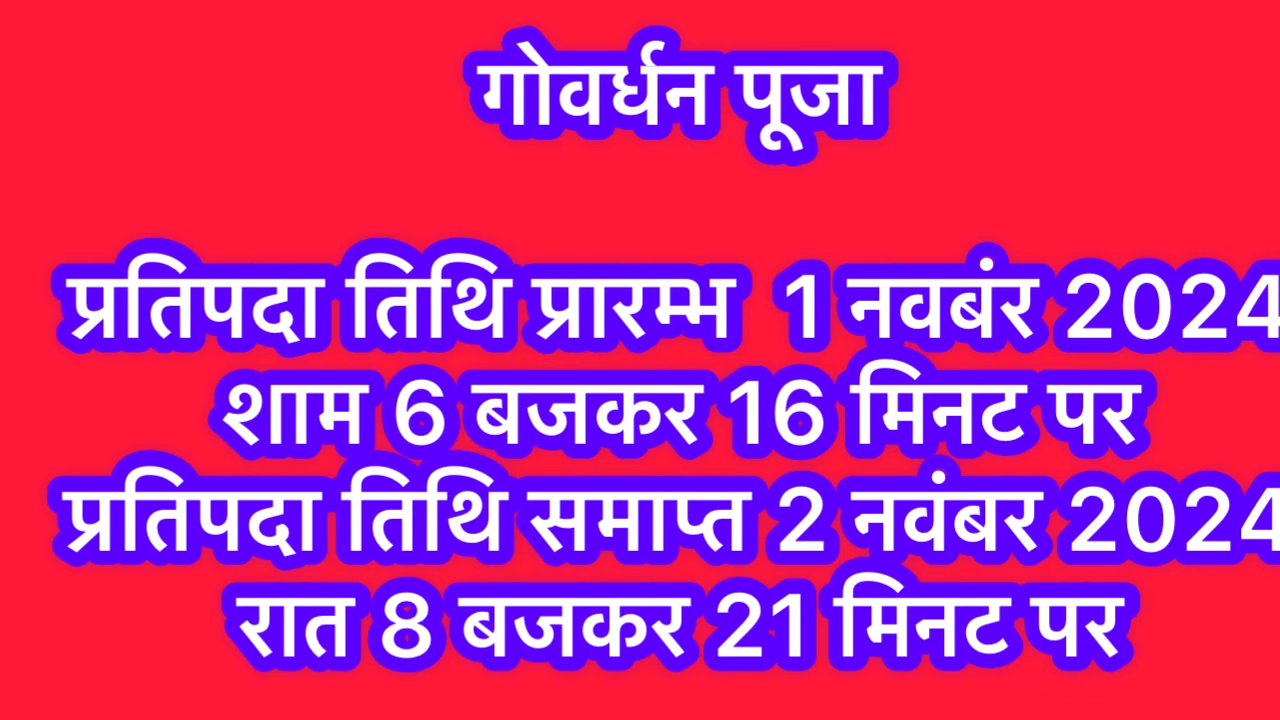 गोवर्धन पूजा
प्रतिपदा तिथि प्रारम्भ 1 नवबंर 2024
शाम 6 बजकर 16 मिनट पर
प्रतिपदा तिथि समाप्त 2 नवंबर 2024
रात 8 बजकर 21 मिनट पर